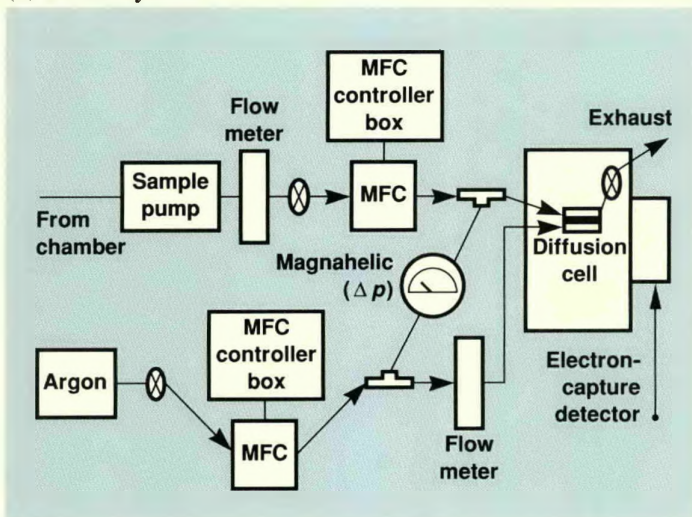 MFC
controller
box
Flow
meter
Exhaust
Sample
pump
MFC
From
chamber
Diffusion
cell
Magnahelic
(Δp)
MFC
controller
box
Argon
MFC
Flow
meter
Electron-
capture
detector